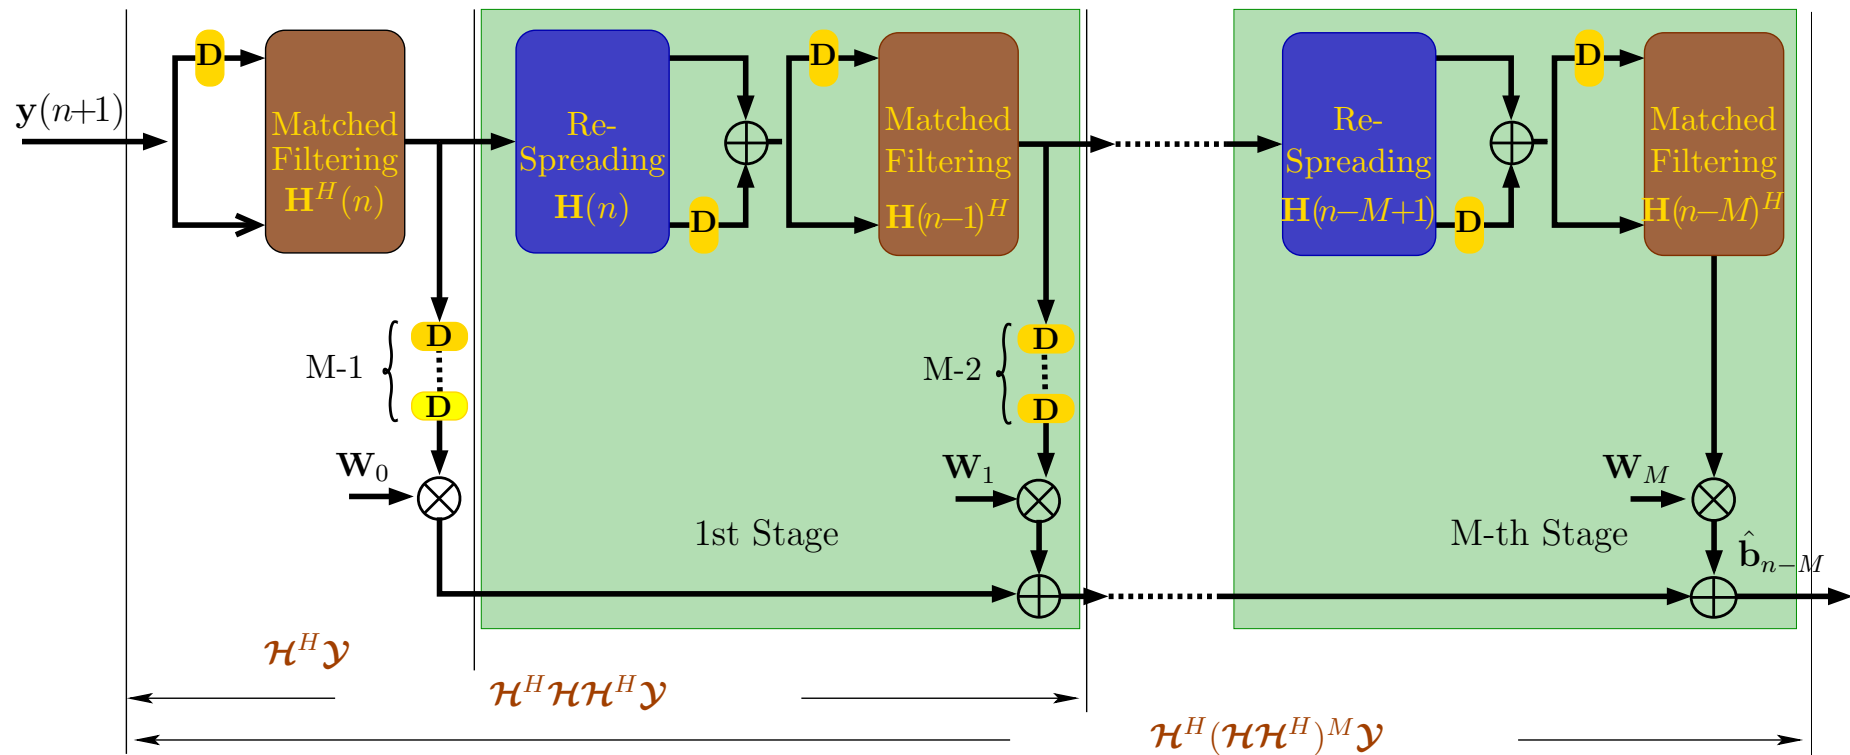 y(n+1)
D
Matched
Filtering
H^H(n)
Re-
Spreading
H(n)
D
D
Matched
Filtering
H(n−1)^H
Re-
Spreading
H(n−M+1)
D
D
Matched
Filtering
H(n−M)^H
M-1
D
D
M-2
D
D
W_0
W_1
W_M
1st Stage
M-th Stage
b̂_{n−M}
𝓗^H𝓨
𝓗^H𝓗𝓗^H𝓨
𝓗^H(𝓗𝓗^H)^M𝓨